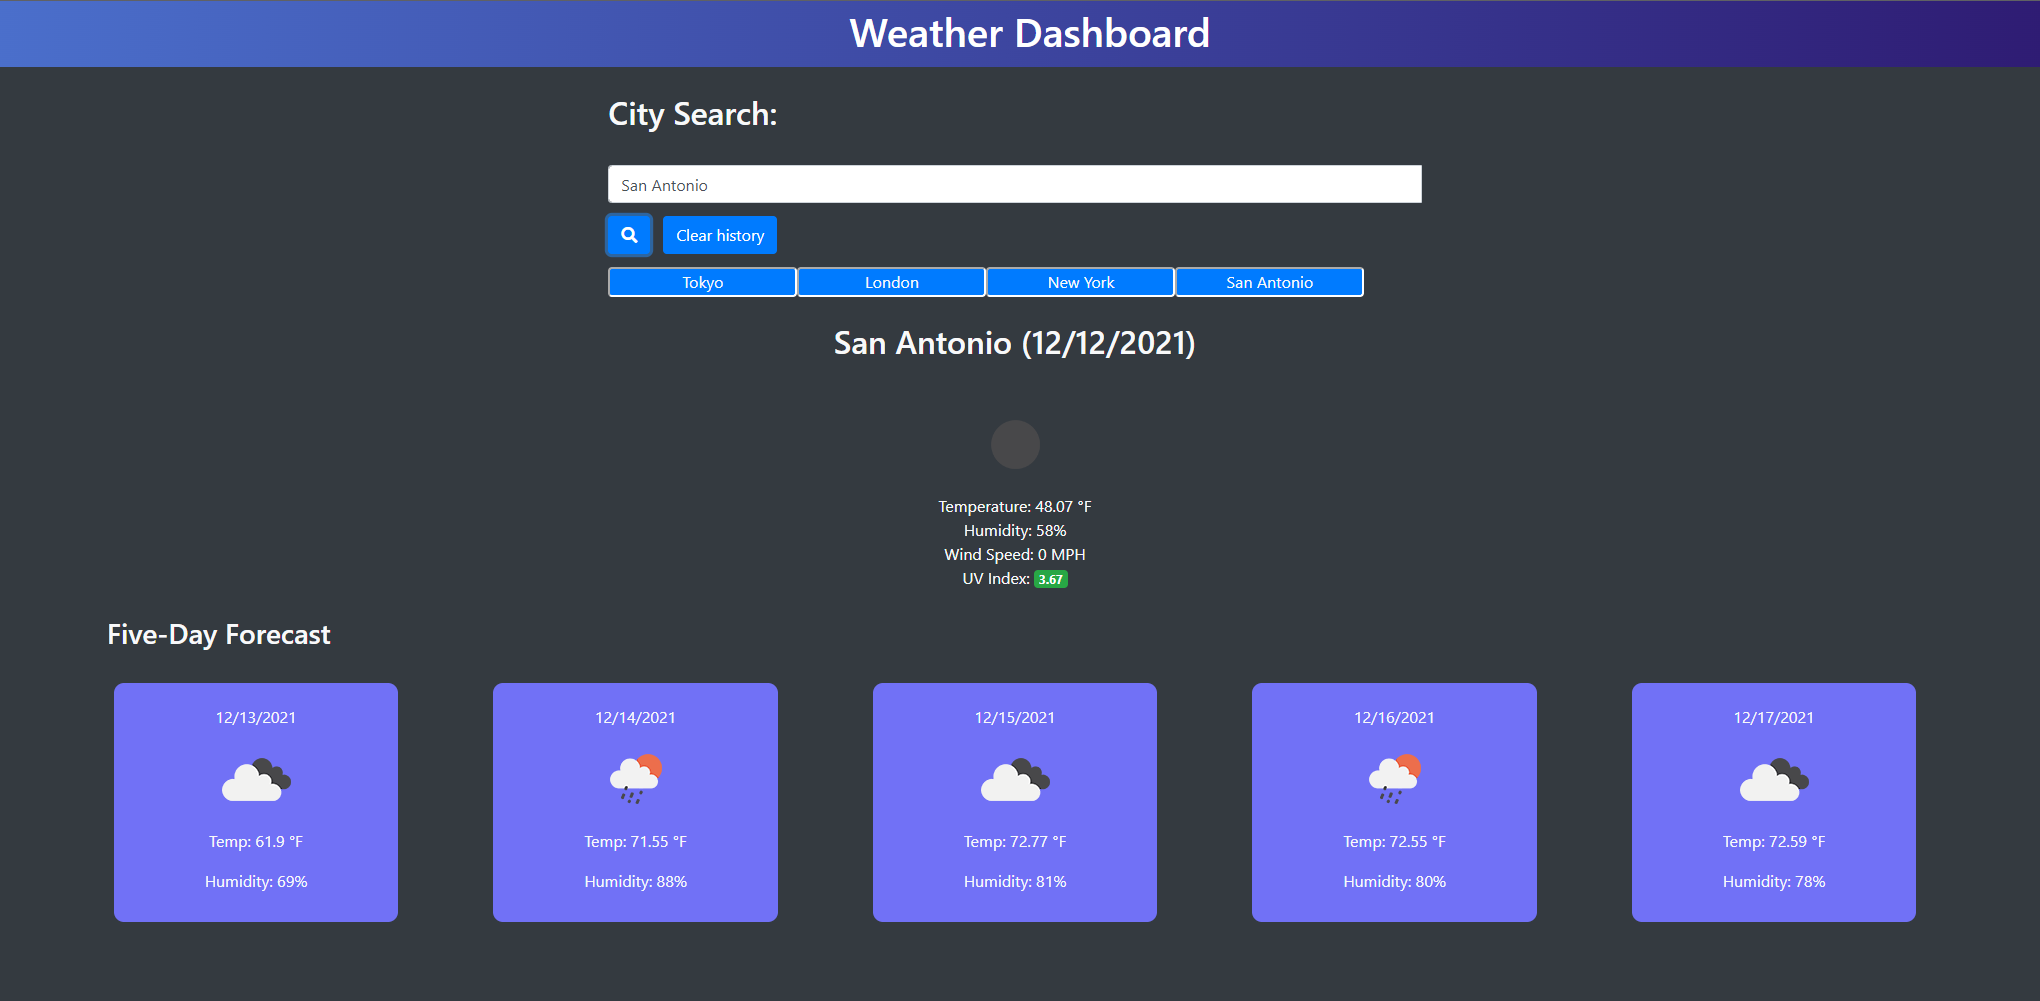 Weather Dashboard
City Search:
San Antonio
Clear history
Tokyo London New York San Antonio
San Antonio (12/12/2021)
Temperature: 48.07 °F
Humidity: 58%
Wind Speed: 0 MPH
UV Index: 3.67
Five-Day Forecast
12/13/2021
Temp: 61.9 °F
Humidity: 69%
12/14/2021
Temp: 71.55 °F
Humidity: 88%
12/15/2021
Temp: 72.77 °F
Humidity: 81%
12/16/2021
Temp: 72.55 °F
Humidity: 80%
12/17/2021
Temp: 72.59 °F
Humidity: 78%